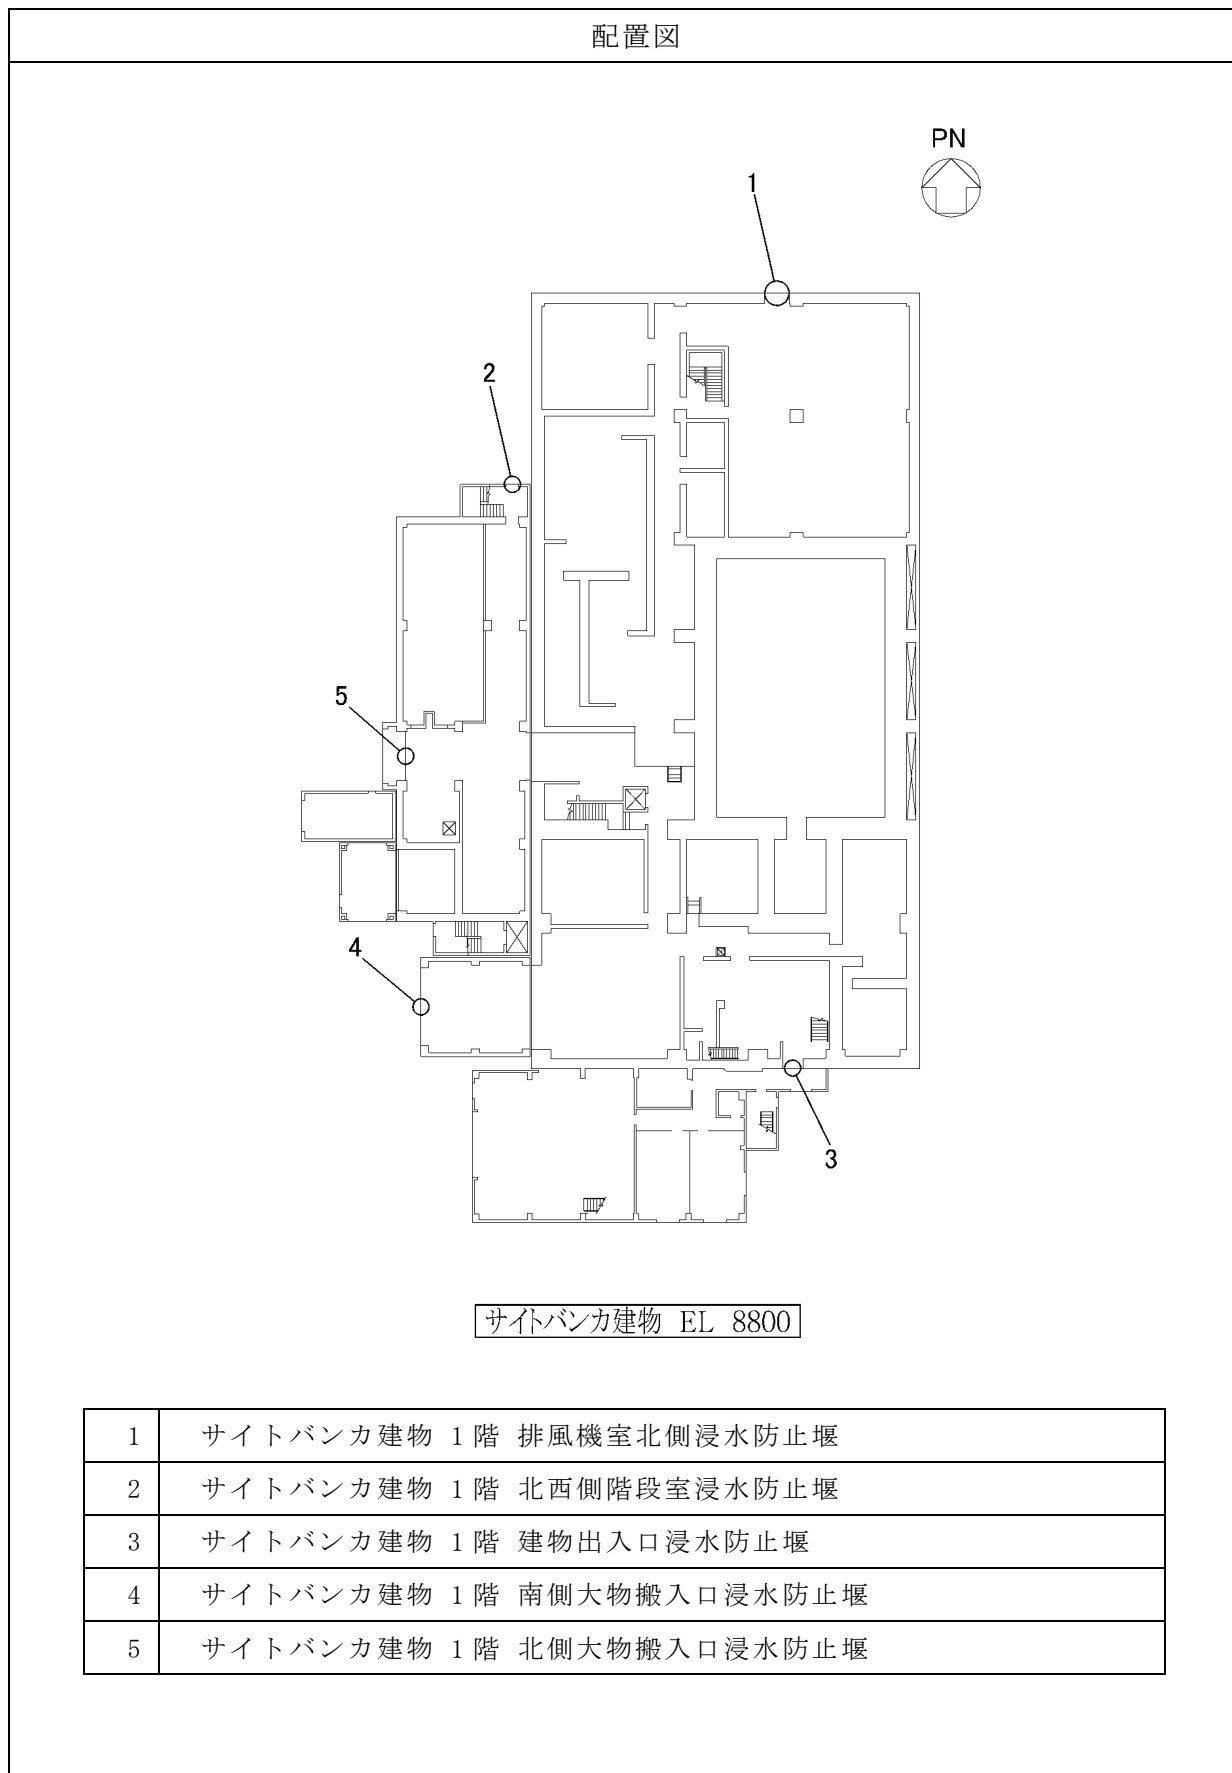 配置図
PN
1
2
5
4
3
サイトバンカ建物 EL 8800
1 サイトバンカ建物 1階 排風機室北側浸水防止堰
2 サイトバンカ建物 1階 北西側階段室浸水防止堰
3 サイトバンカ建物 1階 建物出入口浸水防止堰
4 サイトバンカ建物 1階 南側大物搬入口浸水防止堰
5 サイトバンカ建物 1階 北側大物搬入口浸水防止堰